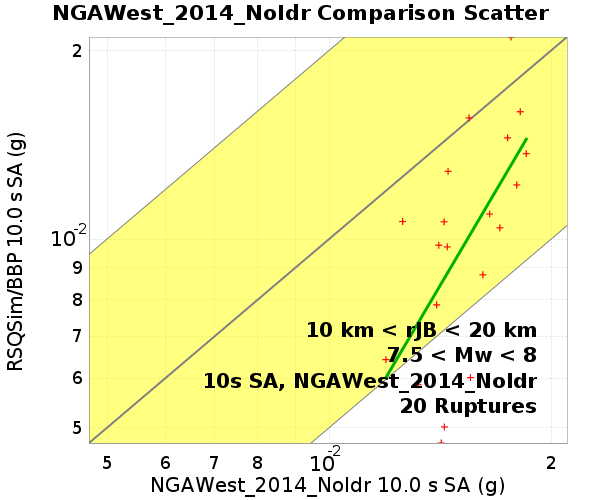 NGAWest_2014_NoIdr Comparison Scatter
RSQSim/BBP 10.0 s SA (g)
2
10-2
9
8
7
6
5
10 km < rJB < 20 km
7.5 < Mw < 8
10s SA, NGAWest_2014_NoIdr
20 Ruptures
5 6 7 8 10-2 2
NGAWest_2014_NoIdr 10.0 s SA (g)